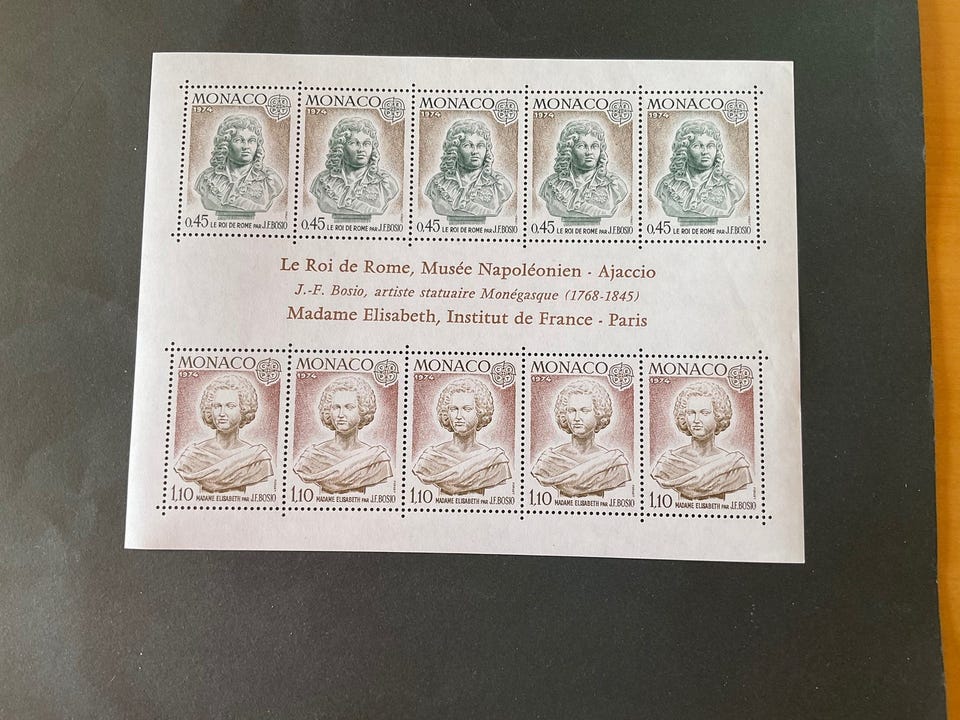 MONACO MONACO MONACO MONACO MONACO
1974 1974 1974 1974 1974
0.45 LE ROI DE ROME PAR J.F.BOSIO 0.45 LE ROI DE ROME PAR J.F.BOSIO 0.45 LE ROI DE ROME PAR J.F.BOSIO 0.45 LE ROI DE ROME PAR J.F.BOSIO 0.45 LE ROI DE ROME PAR J.F.BOSIO
Le Roi de Rome, Musée Napoléonien - Ajaccio
J.-F. Bosio, artiste statuaire Monégasque (1768-1845)
Madame Elisabeth, Institut de France - Paris
MONACO MONACO MONACO MONACO MONACO
1974 1974 1974 1974 1974
1,10 MADAME ELISABETH PAR J.F.BOSIO 1,10 MADAME ELISABETH PAR J.F.BOSIO 1,10 MADAME ELISABETH PAR J.F.BOSIO 1,10 MADAME ELISABETH PAR J.F.BOSIO 1,10 MADAME ELISABETH PAR J.F.BOSIO